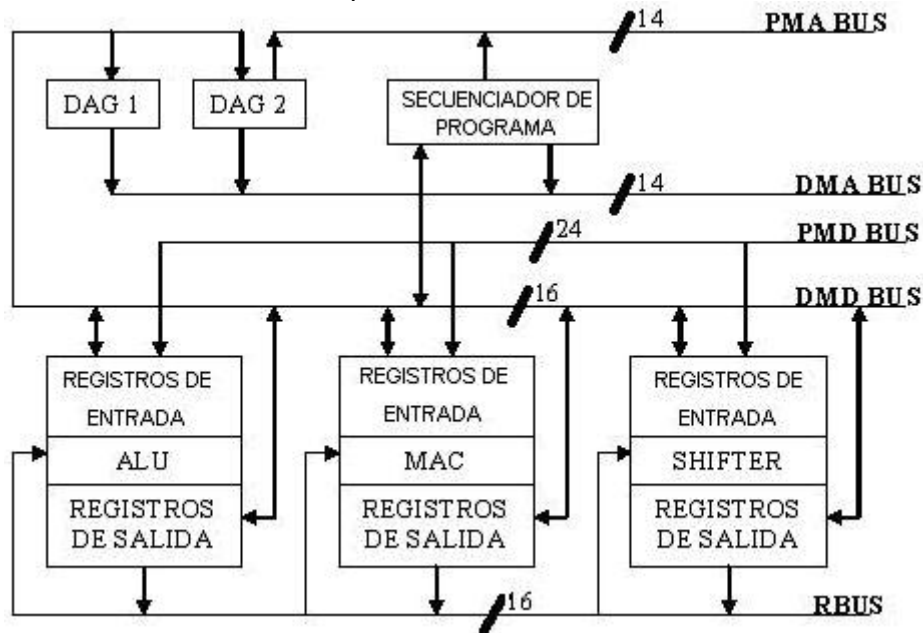 14
PMA BUS
DAG 1
DAG 2
SECUENCIADOR DE
PROGRAMA
14
DMA BUS
24
PMD BUS
16
DMD BUS
REGISTROS DE
ENTRADA
ALU
REGISTROS
DE SALIDA
REGISTROS DE
ENTRADA
MAC
REGISTROS
DE SALIDA
REGISTROS DE
ENTRADA
SHIFTER
REGISTROS
DE SALIDA
16
RBUS